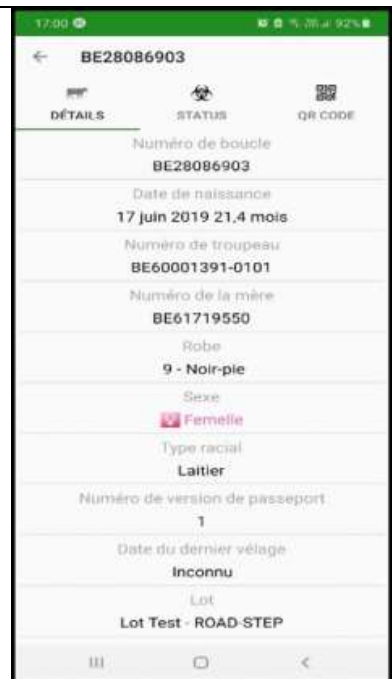 17:00
92%
BE28086903
DÉTAILS
STATUS
QR CODE
Numéro de boucle
BE28086903
Date de naissance
17 juin 2019 21,4 mois
Numéro de troupeau
BE60001391-0101
Numéro de la mère
BE61719550
Robe
9 - Noir-pie
Sexe
Femelle
Type racial
Laitier
Numéro de version de passeport
1
Date du dernier vélage
Inconnu
Lot
Lot Test - ROAD-STEP